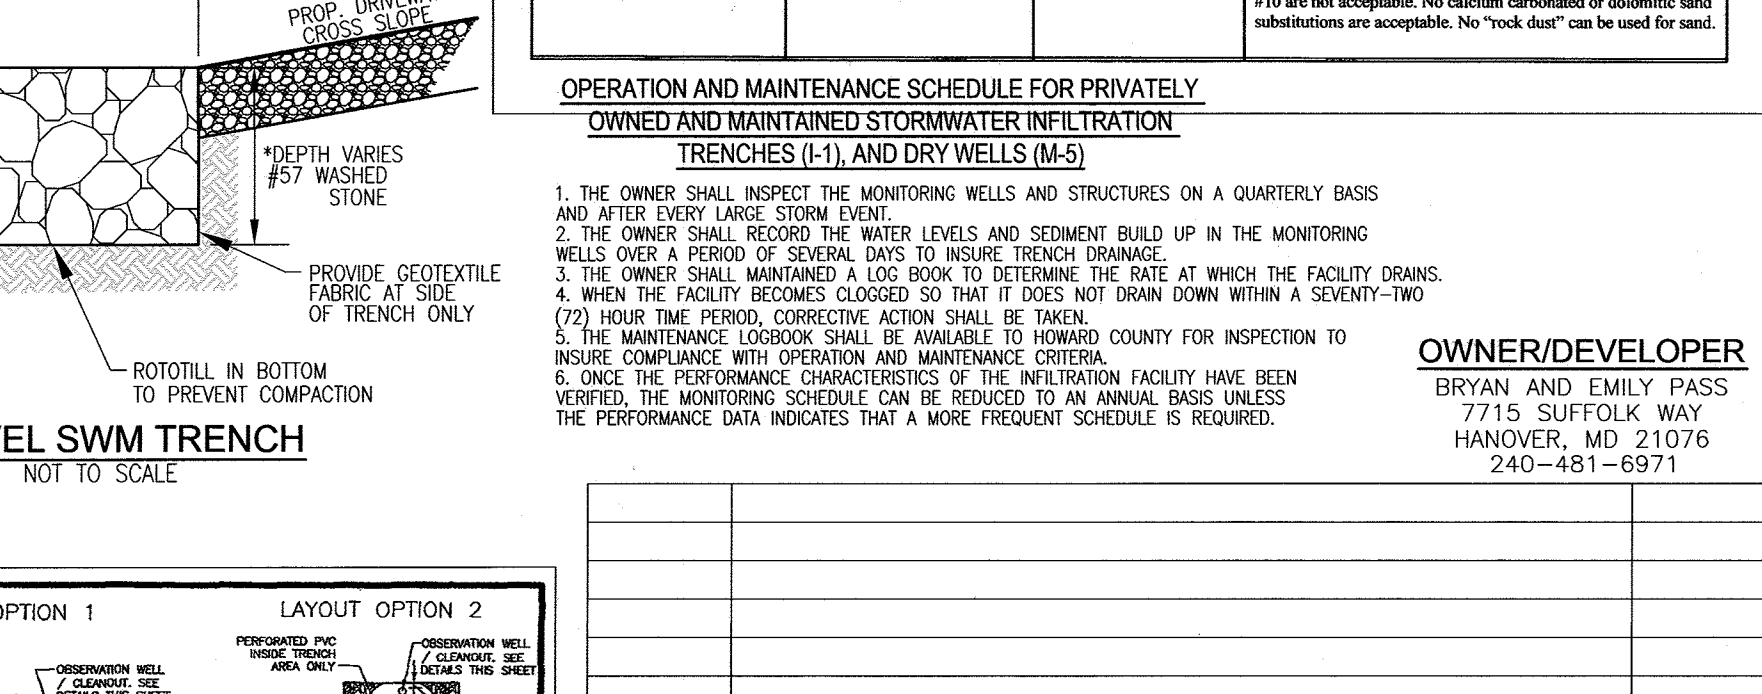 PROP. DRIVEWAY
CROSS SLOPE
*DEPTH VARIES
#57 WASHED
STONE
PROVIDE GEOTEXTILE
FABRIC AT SIDE
OF TRENCH ONLY
ROTOTILL IN BOTTOM
TO PREVENT COMPACTION
VEL SWM TRENCH
NOT TO SCALE
#10 are not acceptable. No calcium carbonated or dolomitic sand
substitutions are acceptable. No “rock dust” can be used for sand.
OPERATION AND MAINTENANCE SCHEDULE FOR PRIVATELY
OWNED AND MAINTAINED STORMWATER INFILTRATION
TRENCHES (I-1), AND DRY WELLS (M-5)
1. THE OWNER SHALL INSPECT THE MONITORING WELLS AND STRUCTURES ON A QUARTERLY BASIS
AND AFTER EVERY LARGE STORM EVENT.
2. THE OWNER SHALL RECORD THE WATER LEVELS AND SEDIMENT BUILD UP IN THE MONITORING
WELLS OVER A PERIOD OF SEVERAL DAYS TO INSURE TRENCH DRAINAGE.
3. THE OWNER SHALL MAINTAINED A LOG BOOK TO DETERMINE THE RATE AT WHICH THE FACILITY DRAINS.
4. WHEN THE FACILITY BECOMES CLOGGED SO THAT IT DOES NOT DRAIN DOWN WITHIN A SEVENTY-TWO
(72) HOUR TIME PERIOD, CORRECTIVE ACTION SHALL BE TAKEN.
5. THE MAINTENANCE LOGBOOK SHALL BE AVAILABLE TO HOWARD COUNTY FOR INSPECTION TO
INSURE COMPLIANCE WITH OPERATION AND MAINTENANCE CRITERIA.
6. ONCE THE PERFORMANCE CHARACTERISTICS OF THE INFILTRATION FACILITY HAVE BEEN
VERIFIED, THE MONITORING SCHEDULE CAN BE REDUCED TO AN ANNUAL BASIS UNLESS
THE PERFORMANCE DATA INDICATES THAT A MORE FREQUENT SCHEDULE IS REQUIRED.
OWNER/DEVELOPER
BRYAN AND EMILY PASS
7715 SUFFOLK WAY
HANOVER, MD 21076
240-481-6971
OPTION 1
OBSERVATION WELL
/ CLEANOUT. SEE
DETAILS THIS SHEET
LAYOUT OPTION 2
PERFORATED PVC
INSIDE TRENCH
AREA ONLY
OBSERVATION WELL
/ CLEANOUT. SEE
DETAILS THIS SHEET